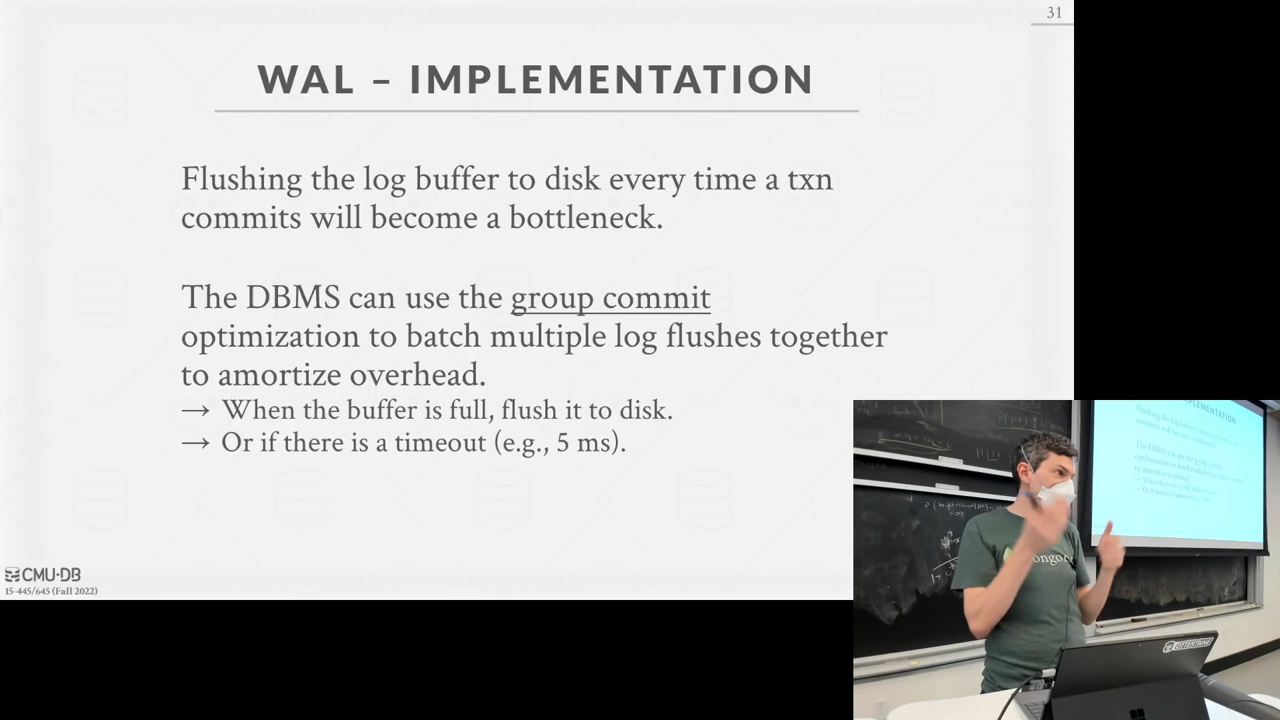 31
WAL – IMPLEMENTATION
Flushing the log buffer to disk every time a txn
commits will become a bottleneck.
The DBMS can use the group commit
optimization to batch multiple log flushes together
to amortize overhead.
→ When the buffer is full, flush it to disk.
→ Or if there is a timeout (e.g., 5 ms).
CMU·DB
15-445/645 (Fall 2022)